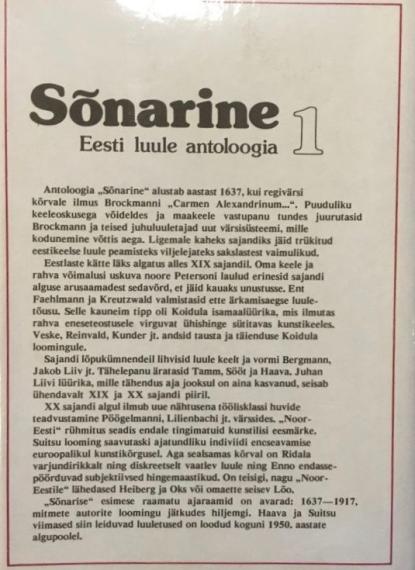 Sõnarine 1
Eesti luule antoloogia
Antoloogia „Sõnarine“ alustab aastast 1637, kui regivärsi
kõrvale ilmus Brockmanni „Carmen Alexandrinum...“. Puuduliku
keeleoskusega võideldes ja maakeele vastupanu tundes juurutasid
Brockmann ja teised juhuluuletajad uut värsisüsteemi, mille
kodunemine võttis aega. Ligemale kaheks sajandiks jäid trükitud
eestikeelse luule peamisteks viljelejateks sakslastest vaimulikud.
Eestlaste kätte läks algatus alles XIX sajandil. Oma keele ja
rahva võimalusi uskuva noore Petersoni laulud erinesid sajandi
alguse arusaamadest sedavõrd, et jäid kauaks unustusse. Ent
Faehlmann ja Kreutzwald valmistasid ette ärkamisaegse luule-
tõusu. Selle kauneim tipp oli Koidula isamaalüürika, mis ilmutas
rahva eneseteostusele virguvat ühishinge sütitavas kunstikeeles.
Veske, Reinvald, Kunder jt. andsid tausta ja täienduse Koidula
loomingule.
Sajandi lõpukümnendeil lihvisid luule keelt ja vormi Bergmann,
Jakob Liiv jt. Tähelepanu äratasid Tamm, Sööt ja Haava. Juhan
Liivi lüürika, mille tähendus aja jooksul on aina kasvanud, seisab
ühendavalt XIX ja XX sajandi piiril.
XX sajandi algul ilmub uue nähtusena töölisklassi huvide
teadvustamine Pöögelmanni, Lilienbachi jt. värssides. „Noor-
Eesti“ rühmitus seadis endale tingimatuid kunstilisi eesmärke.
Suitsu looming saavutaski ajatundliku indiviidi enceseavamise
euroopalikul kunstikõrgusel. Aga sealsamas kõrval on Ridala
varjundirikkalt ning diskreetselt vaatlev luule ning Enno endasse-
pöörduvad subjektiivsed hingemaastikud. On teisigi, nagu „Noor-
Eestile“ lähedased Heiberg ja Oks või omaette seisev Lõo.
„Sõnarise“ esimese raamatu ajaraamid on avarad: 1637—1917,
mitmete autorite loomingu jätkudes hiljemgi. Haava ja Suitsu
viimased siin leiduvad luuletused on loodud koguni 1950. aastate
algupoolel.